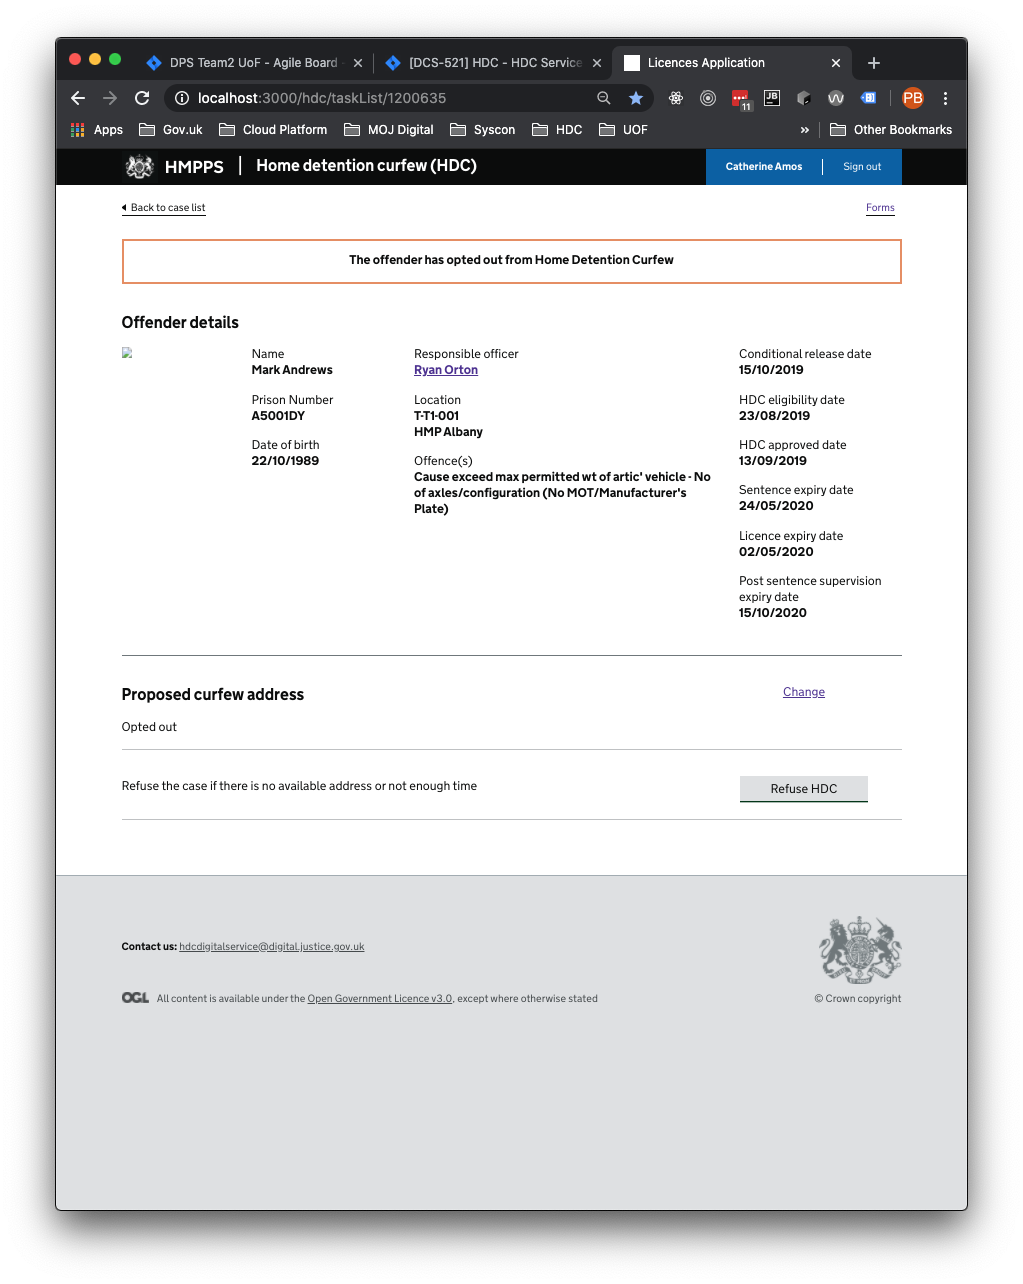 DPS Team2 UoF - Agile Board -
[DCS-521] HDC - HDC Service
Licences Application
localhost:3000/hdc/taskList/1200635
11
JB
PB
Apps
Gov.uk
Cloud Platform
MOJ Digital
Syscon
HDC
UOF
»
Other Bookmarks
HMPPS
Home detention curfew (HDC)
Catherine Amos
Sign out
Back to case list
Forms
The offender has opted out from Home Detention Curfew
Offender details
Name
Mark Andrews
Prison Number
A5001DY
Date of birth
22/10/1989
Responsible officer
Ryan Orton
Location
T-T1-001
HMP Albany
Offence(s)
Cause exceed max permitted wt of artic' vehicle - No
of axles/configuration (No MOT/Manufacturer's
Plate)
Conditional release date
15/10/2019
HDC eligibility date
23/08/2019
HDC approved date
13/09/2019
Sentence expiry date
24/05/2020
Licence expiry date
02/05/2020
Post sentence supervision
expiry date
15/10/2020
Proposed curfew address
Change
Opted out
Refuse the case if there is no available address or not enough time
Refuse HDC
Contact us: hdcdigitalservice@digital.justice.gov.uk
OGL All content is available under the Open Government Licence v3.0, except where otherwise stated
© Crown copyright